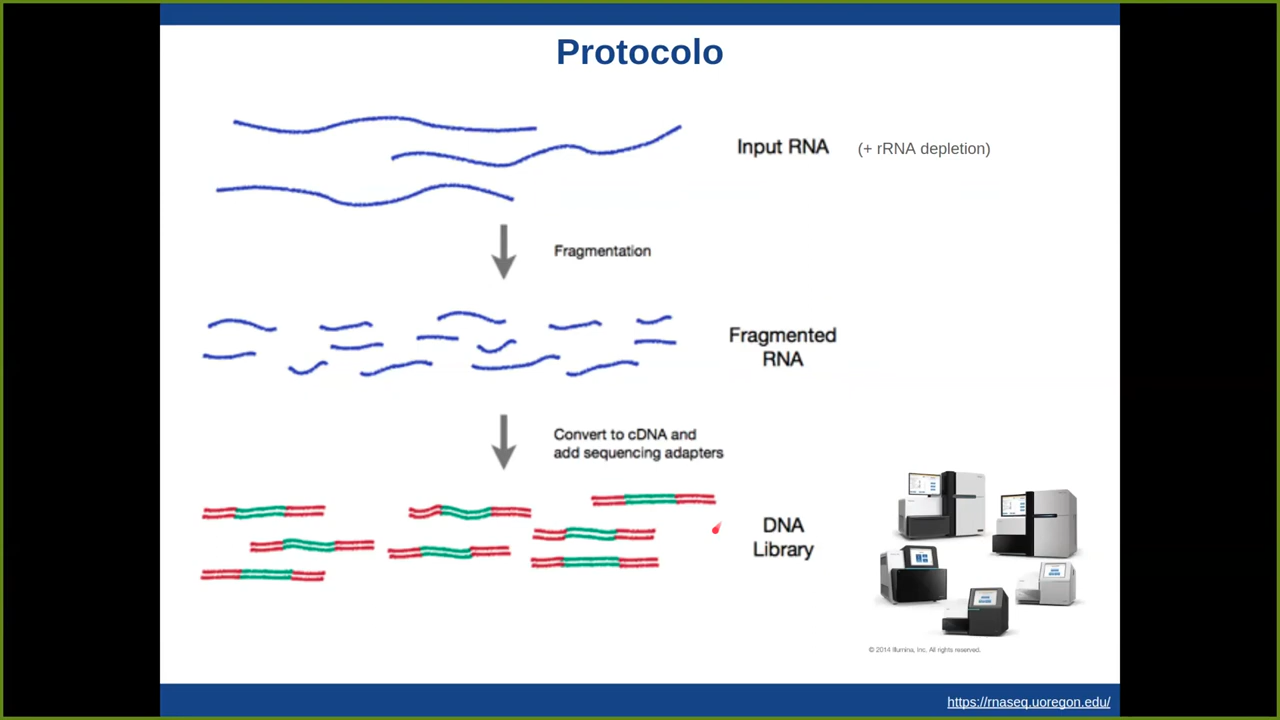 Protocolo
Input RNA (+ rRNA depletion)
Fragmentation
Fragmented
RNA
Convert to cDNA and
add sequencing adapters
DNA
Library
© 2014 Illumina, Inc. All rights reserved.
https://rnaseq.uoregon.edu/